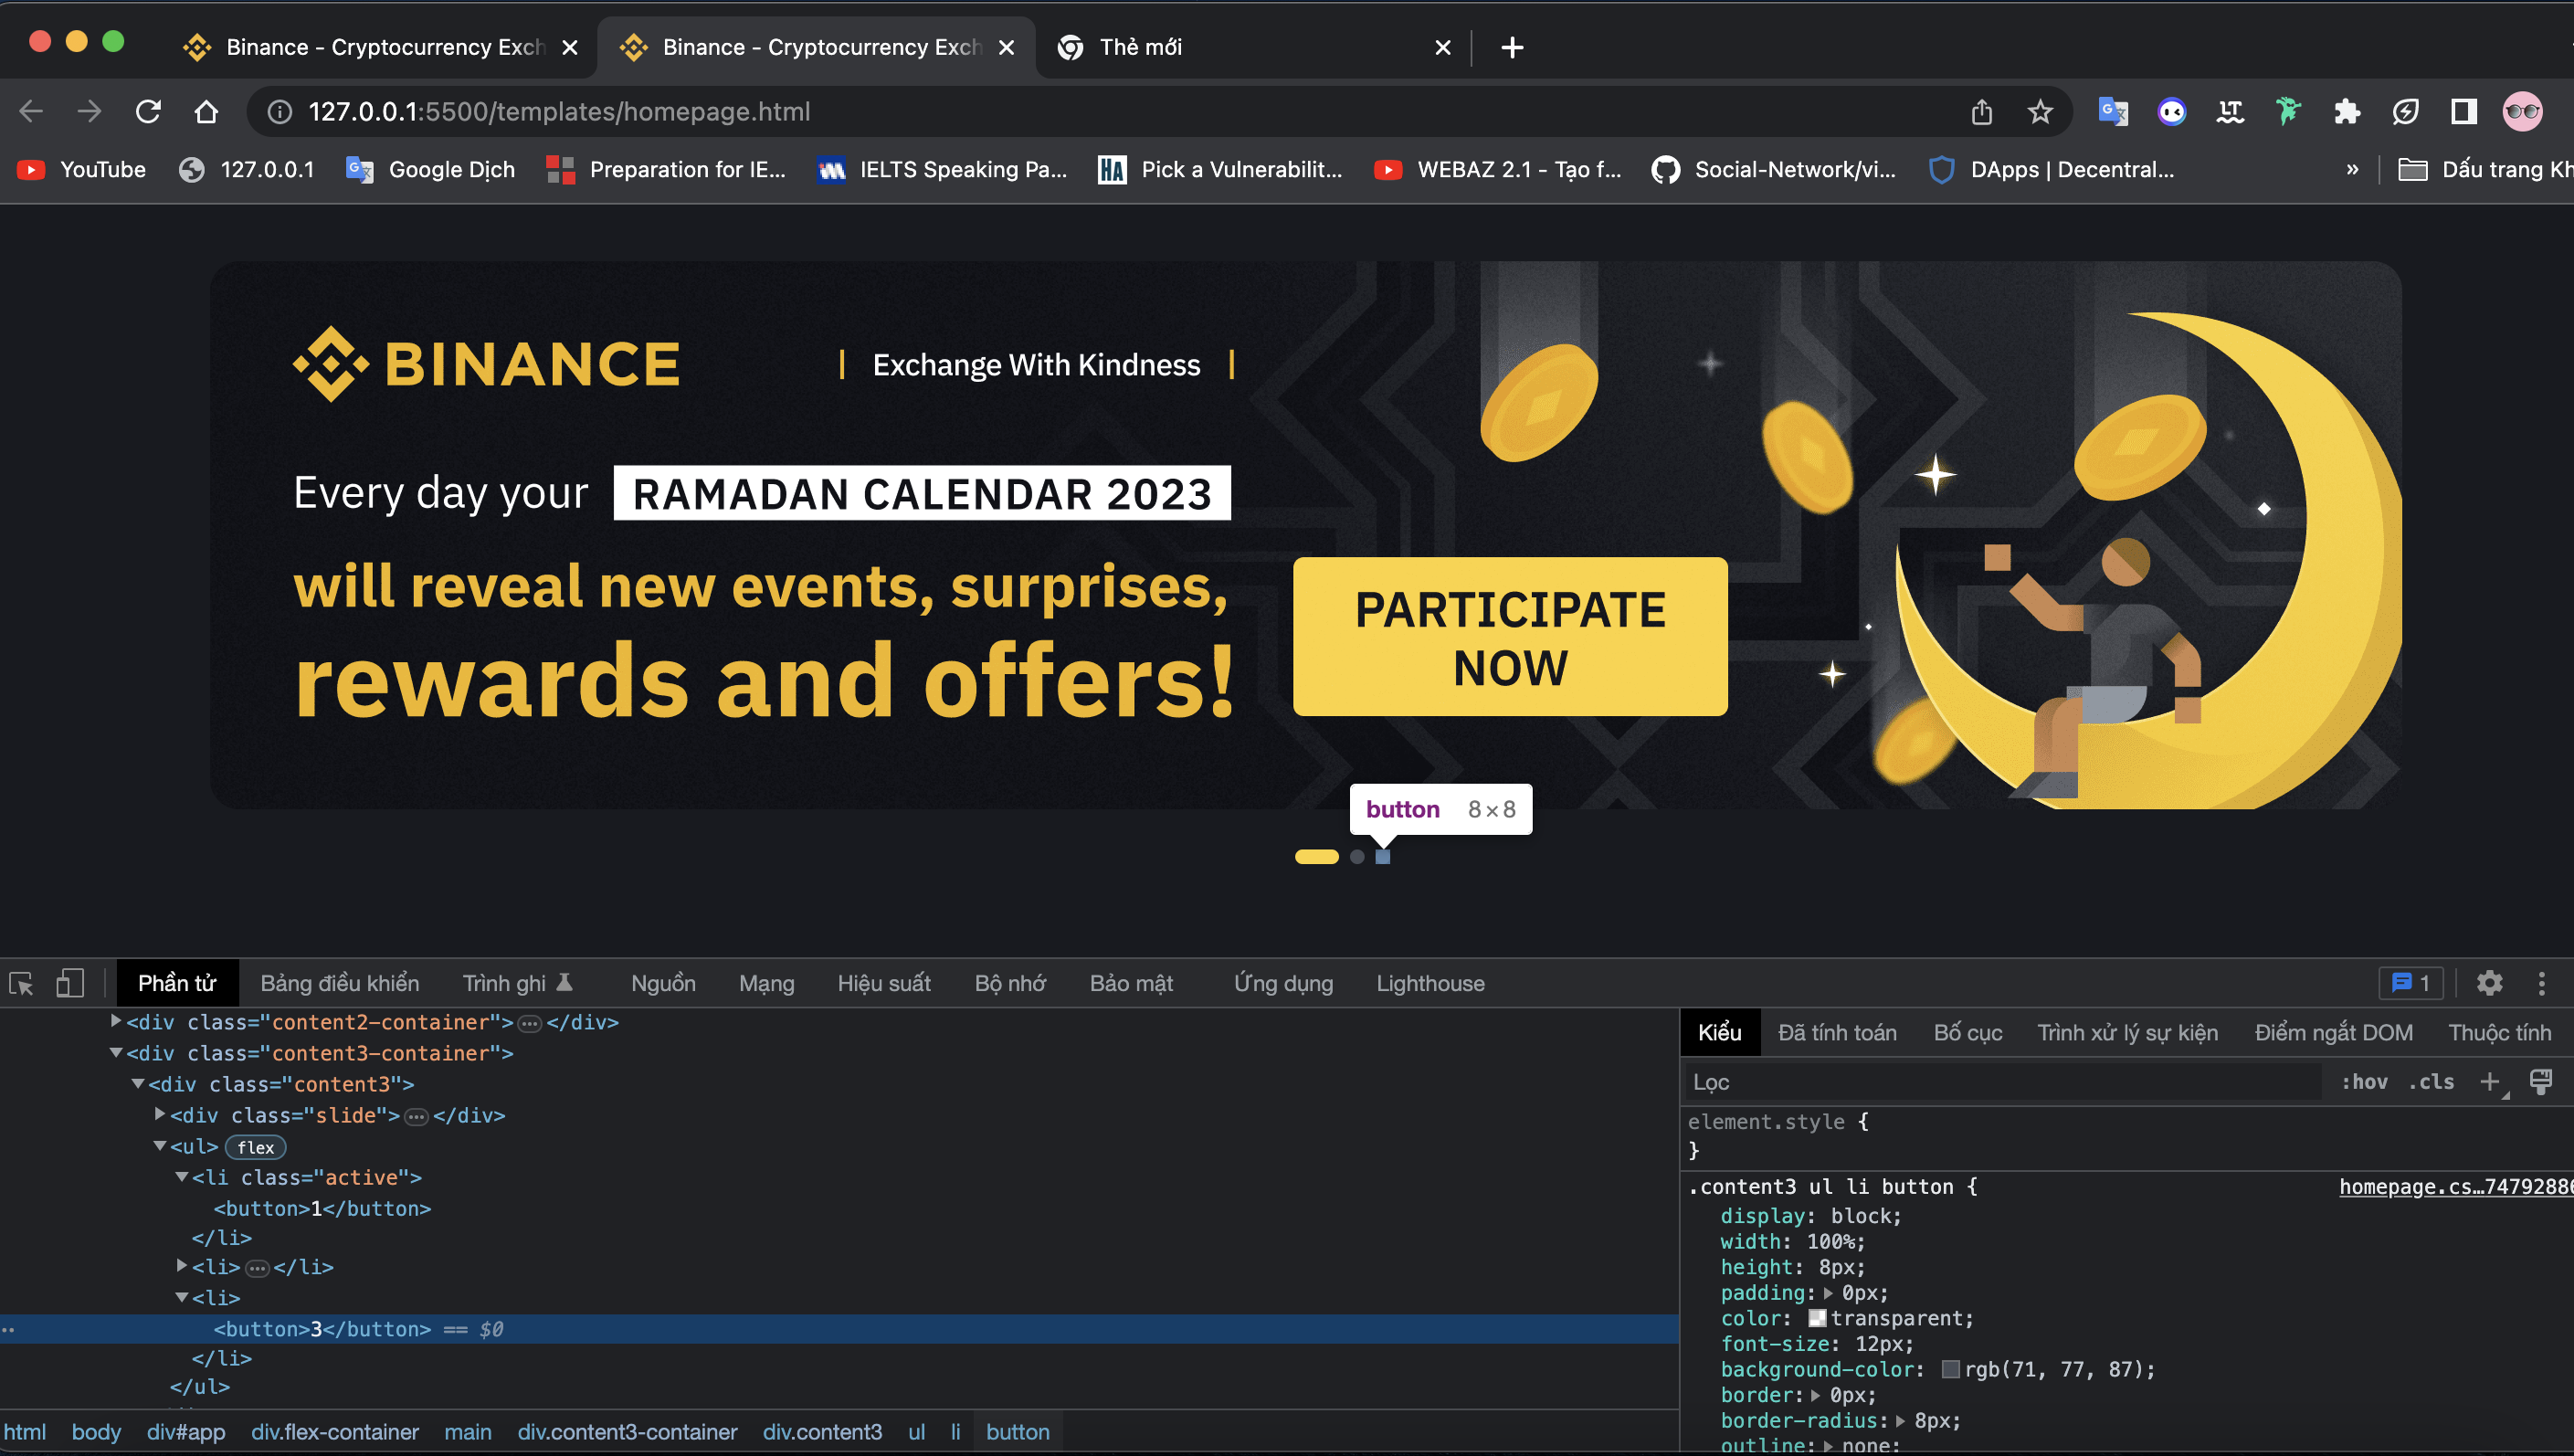 Binance - Cryptocurrency Exch
Binance - Cryptocurrency Exch
Thẻ mới
127.0.0.1:5500/templates/homepage.html
YouTube 127.0.0.1 Google Dịch Preparation for IE... IELTS Speaking Pa... HA Pick a Vulnerabilit... WEBAZ 2.1 - Tạo f... Social-Network/vi... DApps | Decentral... » Dấu trang Kh
BINANCE | Exchange With Kindness |
Every day your RAMADAN CALENDAR 2023
will reveal new events, surprises,
rewards and offers!
PARTICIPATE
NOW
button 8×8
Phần tử Bảng điều khiển Trình ghi Nguồn Mạng Hiệu suất Bộ nhớ Bảo mật Ứng dụng Lighthouse 1
<div class="content2-container">…</div>
<div class="content3-container">
<div class="content3">
<div class="slide">…</div>
<ul> flex
<li class="active">
<button>1</button>
</li>
<li>…</li>
<li>
<button>3</button> == $0
</li>
</ul>
html body div#app div.flex-container main div.content3-container div.content3 ul li button
Kiểu Đã tính toán Bố cục Trình xử lý sự kiện Điểm ngắt DOM Thuộc tính
Lọc :hov .cls +
element.style {
}
.content3 ul li button { homepage.cs…74792886
display: block;
width: 100%;
height: 8px;
padding: 0px;
color: transparent;
font-size: 12px;
background-color: rgb(71, 77, 87);
border: 0px;
border-radius: 8px;
outline: none;